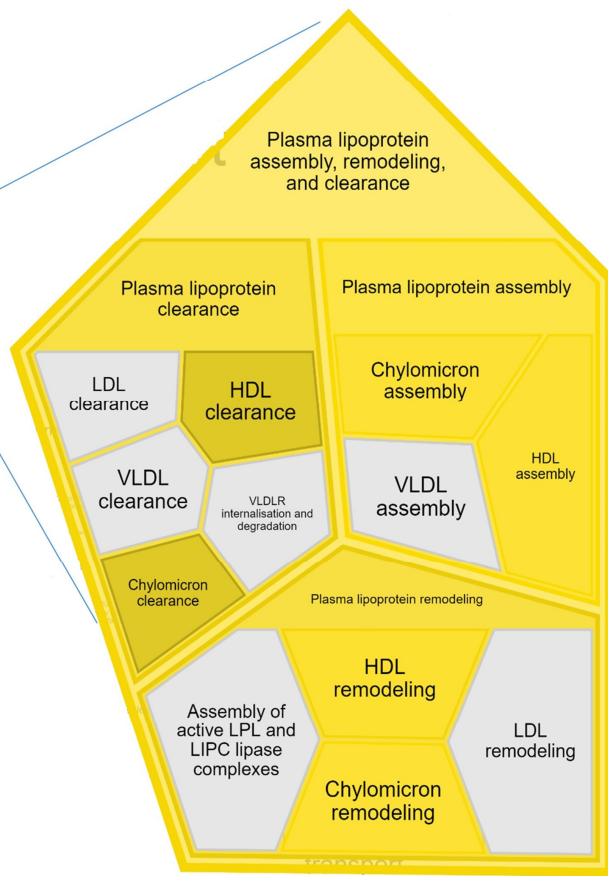 Plasma lipoprotein
assembly, remodeling,
and clearance
Plasma lipoprotein
clearance
Plasma lipoprotein assembly
LDL
clearance
HDL
clearance
VLDL
clearance
VLDLR
internalisation and
degradation
Chylomicron
clearance
Chylomicron
assembly
VLDL
assembly
HDL
assembly
Plasma lipoprotein remodeling
Assembly of
active LPL and
LIPC lipase
complexes
HDL
remodeling
Chylomicron
remodeling
LDL
remodeling
transport